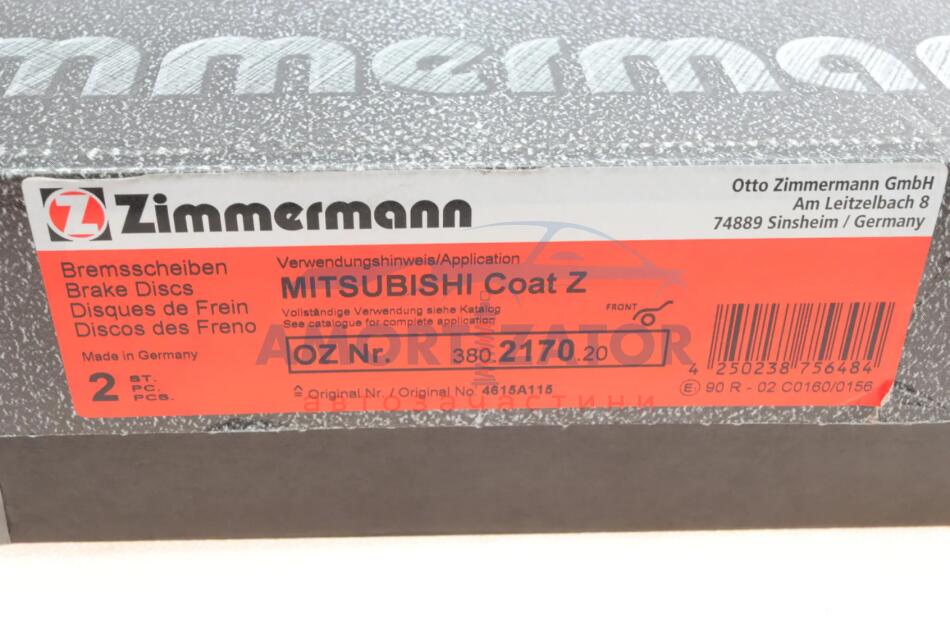 mmerma
Z Zimmermann
Otto Zimmermann GmbH
Am Leitzelbach 8
74889 Sinsheim / Germany
Bremsscheiben
Brake Discs
Disques de Frein
Discos des Freno
Made in Germany
2 ST.
PC.
PCS.
Verwendungshinweis/Application
MITSUBISHI Coat Z
Vollständige Verwendung siehe Katalog
See catalogue for complete application
FRONT
OZ Nr. 380.2170.20
≙ Original Nr. / Original No. 4615A115
4 250238 756484
E 90 R - 02 C0160/0156
AMORTIZATOR
автозапчастини